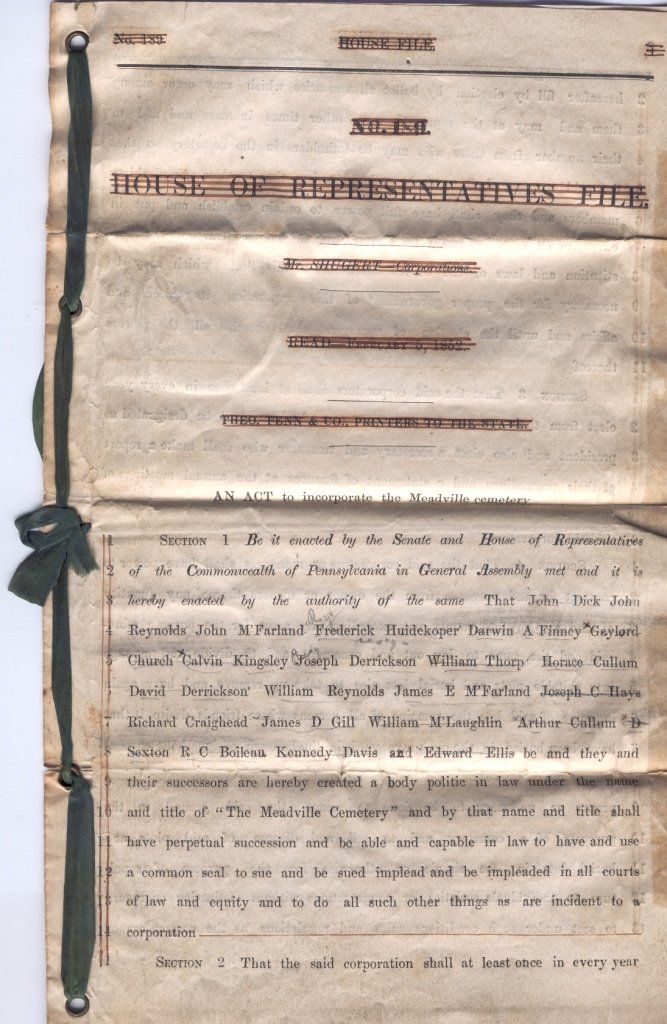 No. 189 HOUSE FILE.
HOUSE OF REPRESENTATIVES FILE.
Mr. SHUGERT—Corporations.
READ February 5, 1852.
THEO. FENN & CO. PRINTERS TO THE STATE.
AN ACT to incorporate the Meadville cemetery
1 SECTION 1 Be it enacted by the Senate and House of Representatives
2 of the Commonwealth of Pennsylvania in General Assembly met and it is
3 hereby enacted by the authority of the same That John Dick John
4 Reynolds John M'Farland Frederick Huidekoper Darwin A Finney Gaylord
5 Church Calvin Kingsley Joseph Derrickson William Thorp Horace Cullum
6 David Derrickson William Reynolds James E M'Farland Joseph C Hays
7 Richard Craighead James D Gill William M'Laughlin Arthur Cullum D
8 Sexton R C Boileau Kennedy Davis and Edward Ellis be and they and
9 their successors are hereby created a body politic in law under the name
10 and title of "The Meadville Cemetery" and by that name and title shall
11 have perpetual succession and be able and capable in law to have and use
12 a common seal to sue and be sued implead and be impleaded in all courts
13 of law and equity and to do all such other things as are incident to a
14 corporation
1 SECTION 2 That the said corporation shall at least once in every year